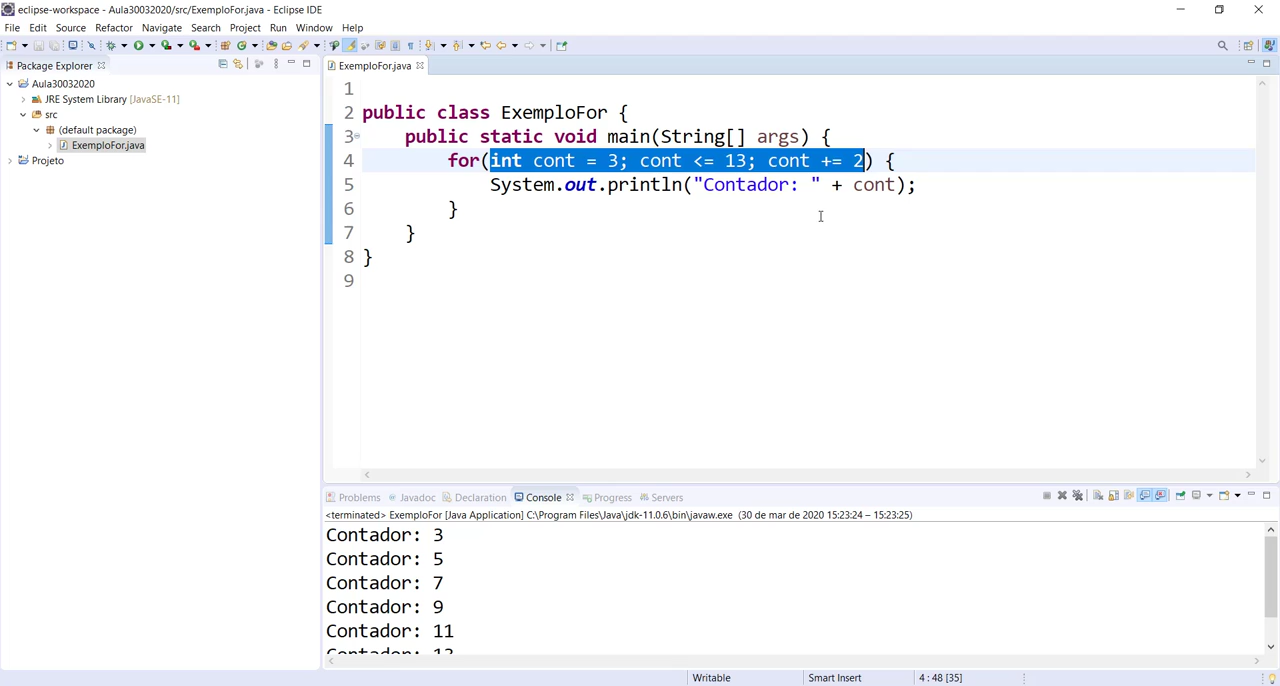 eclipse-workspace - Aula30032020/src/ExemploFor.java - Eclipse IDE
File Edit Source Refactor Navigate Search Project Run Window Help
Package Explorer
ExemploFor.java
Aula30032020
JRE System Library [JavaSE-11]
src
(default package)
ExemploFor.java
Projeto
1
2 public class ExemploFor {
3 public static void main(String[] args) {
4 for(int cont = 3; cont <= 13; cont += 2) {
5 System.out.println("Contador: " + cont);
6 }
7 }
8 }
9
Problems Javadoc Declaration Console Progress Servers
<terminated> ExemploFor [Java Application] C:\Program Files\Java\jdk-11.0.6\bin\javaw.exe (30 de mar de 2020 15:23:24 – 15:23:25)
Contador: 3
Contador: 5
Contador: 7
Contador: 9
Contador: 11
Contador: 13
Writable Smart Insert 4 : 48 [35]